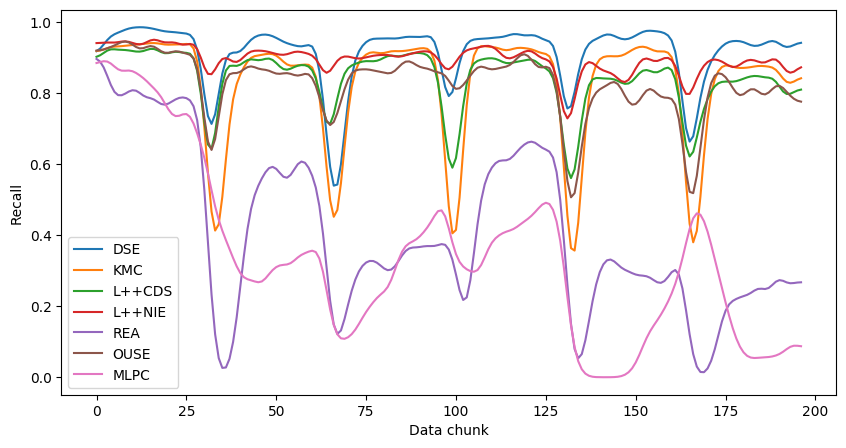 1.0
0.8
0.6
0.4
0.2
0.0
Recall
DSE
KMC
L++CDS
L++NIE
REA
OUSE
MLPC
0 25 50 75 100 125 150 175 200
Data chunk